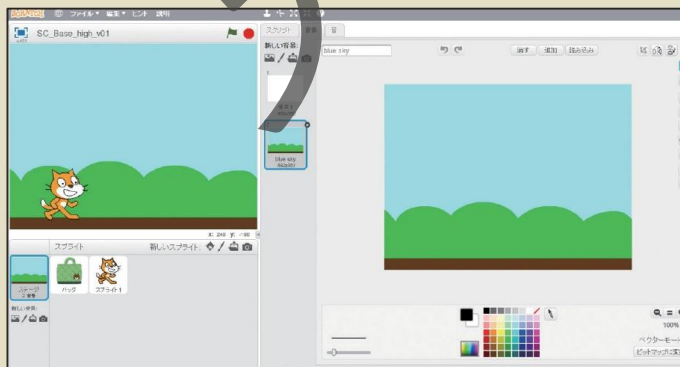 SCRATCH ファイル▼ 編集▼ ヒント 説明
SC_Base_high_v01
スクリプト 背景 音
新しい背景:
blue sky
消す 追加 読み込み
背景1
blue sky
x: 240 y:
スプライト 新しいスプライト:
ステージ
バッグ スプライト1
新しい背景:
100%
ベクターモード